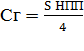 Сг = S НПП / 4